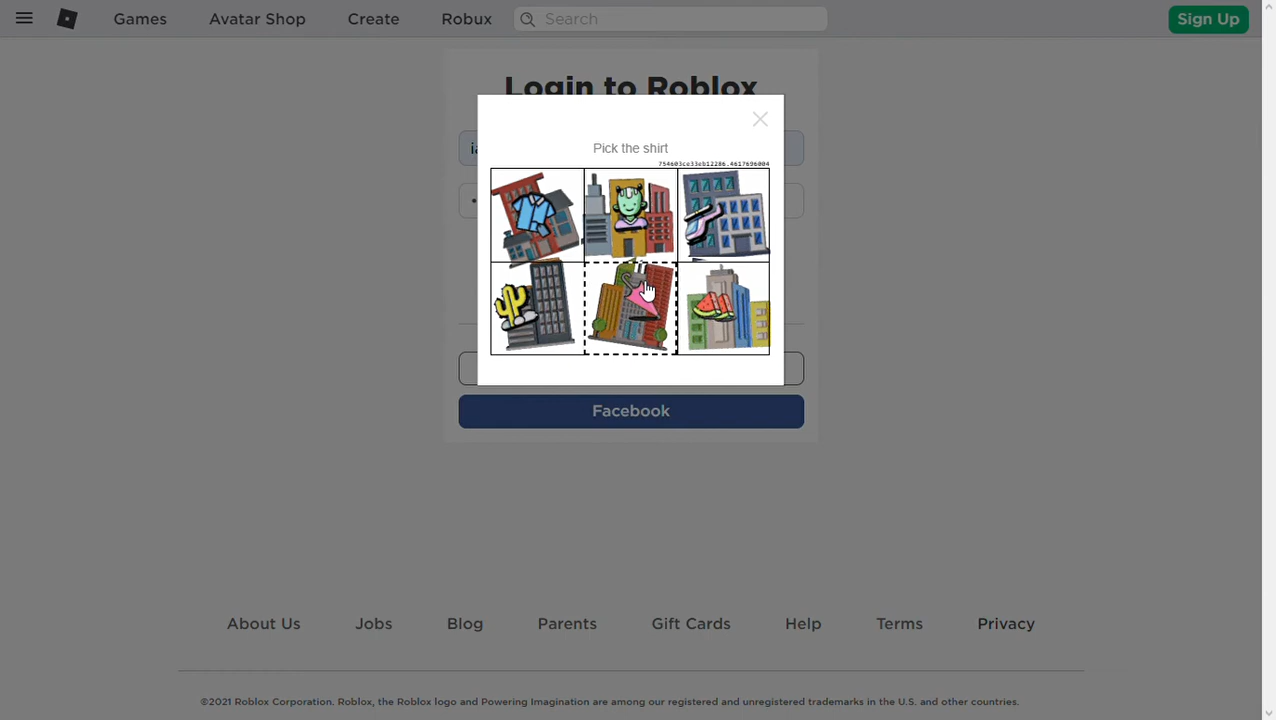 Games Avatar Shop Create Robux Search Sign Up
Login to Roblox
Pick the shirt
754603ce33eb12286.4617696004
Facebook
About Us Jobs Blog Parents Gift Cards Help Terms Privacy
©2021 Roblox Corporation. Roblox, the Roblox logo and Powering Imagination are among our registered and unregistered trademarks in the U.S. and other countries.